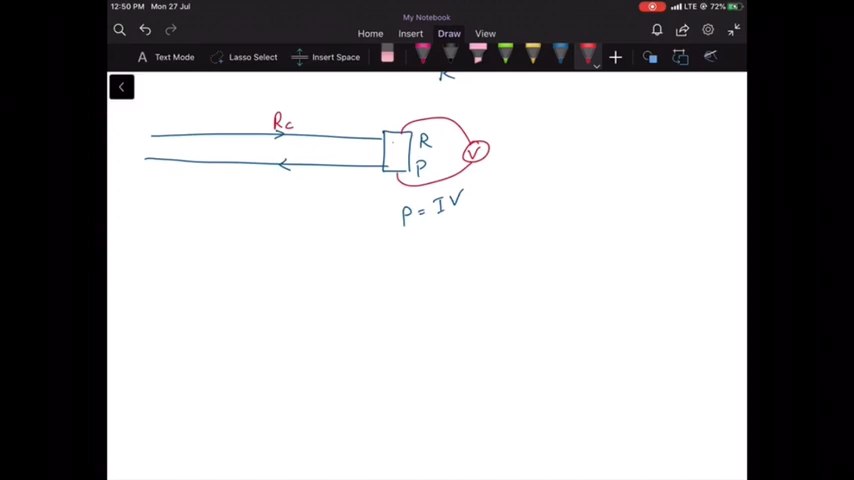 12:50 PM Mon 27 Jul
LTE 72%
My Notebook
Home Insert Draw View
A Text Mode Lasso Select Insert Space
Rc
R
V
P
P = IV